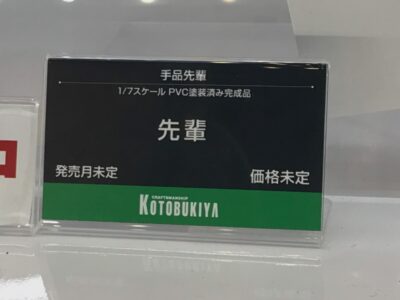 手品先輩
1/7スケール PVC塗装済み完成品
先輩
発売月未定 価格未定
CRAFTSMANSHIP
KOTOBUKIYA